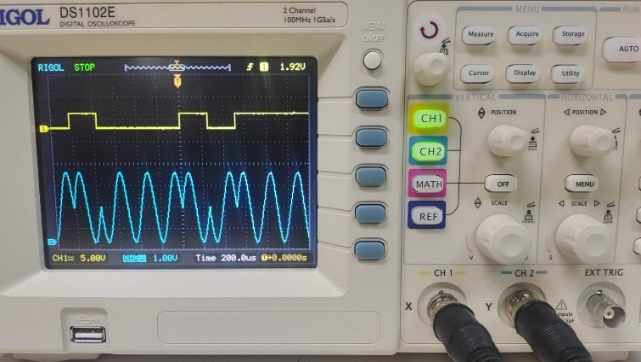 RIGOL DS1102E
DIGITAL OSCILLOSCOPE
2 Channel
100MHz 1GSa/s
MENU
ON/OFF
MENU
RUN
Measure Acquire Storage
AUTO
Cursor Display Utility
RIGOL STOP 1.92V
VERTICAL HORIZONTAL
CH1 POSITION POSITION
CH2
MATH OFF MENU
REF SCALE SCALE
CH1 5.00V 1.00V Time 200.0us 0.0000s
CH 1 CH 2 EXT TRIG
X Y